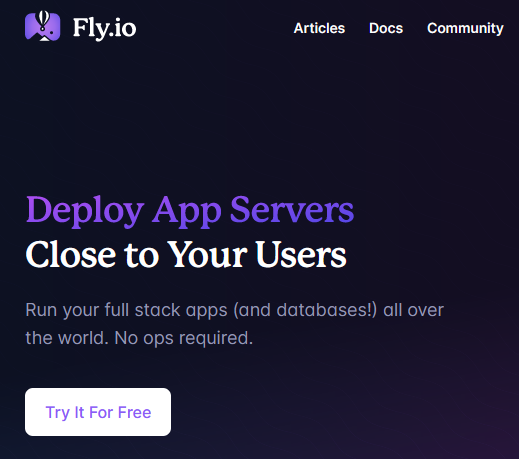 Fly.io
Articles Docs Community
Deploy App Servers
Close to Your Users
Run your full stack apps (and databases!) all over
the world. No ops required.
Try It For Free